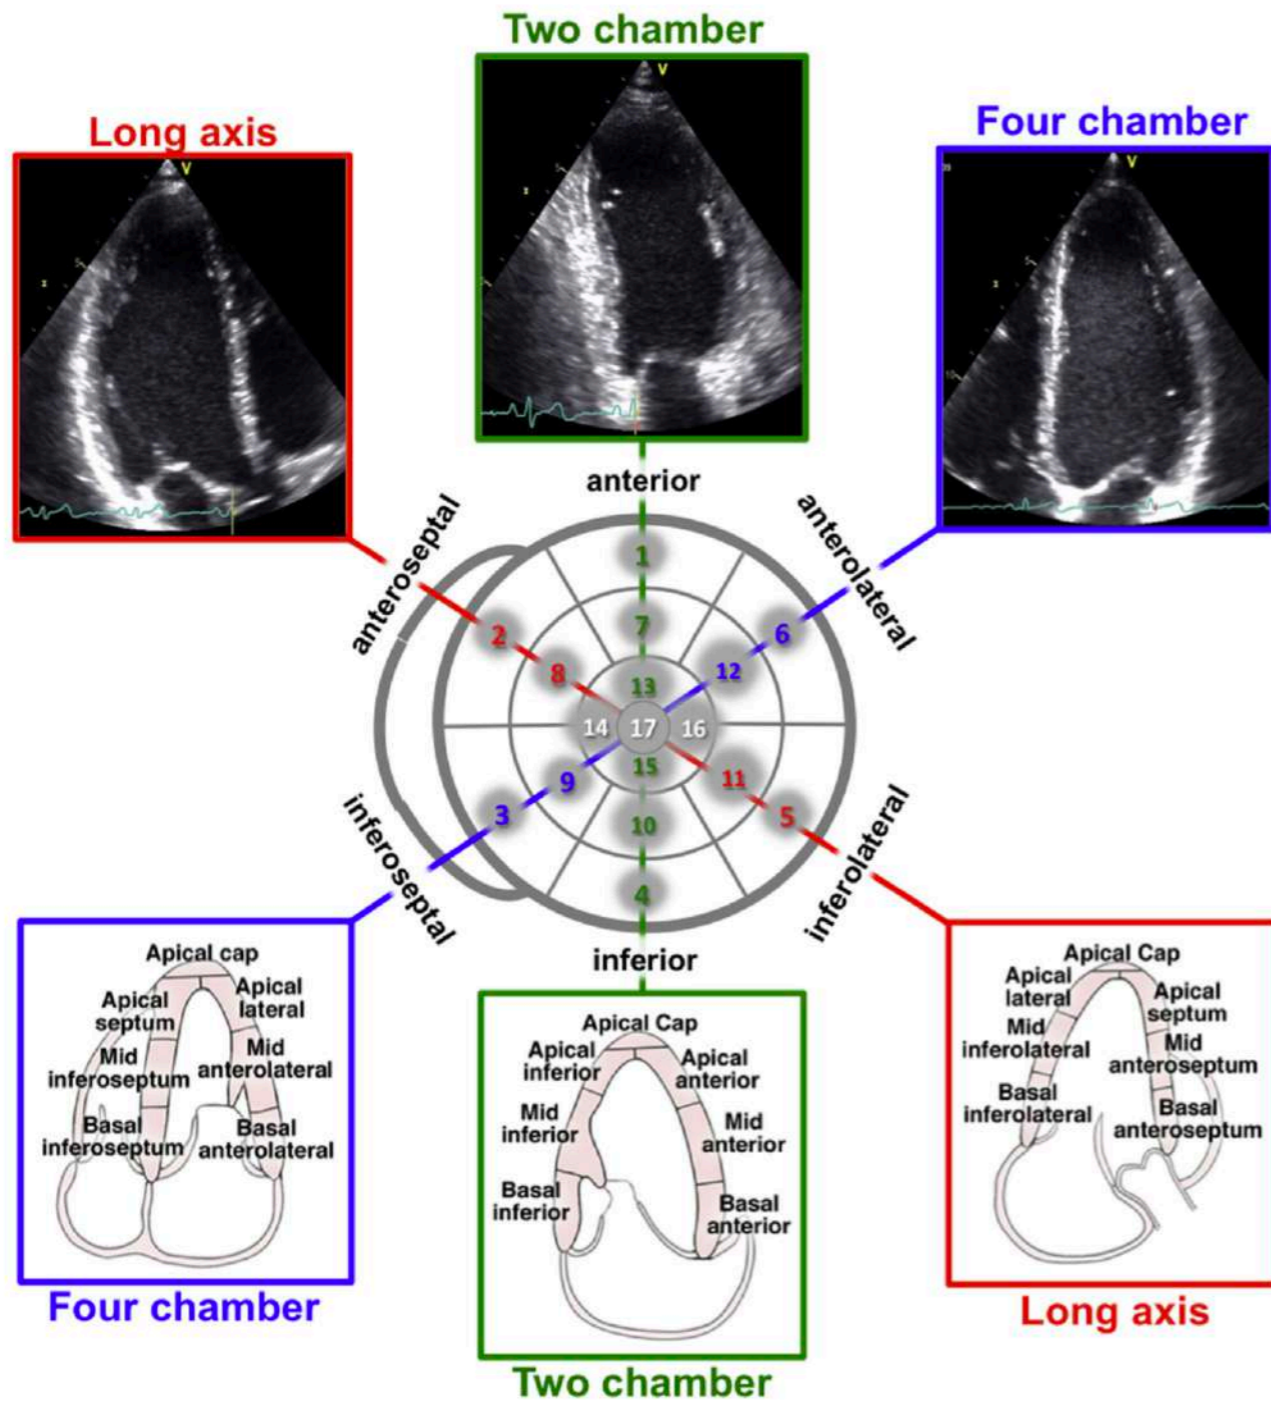 Two chamber
Long axis
Four chamber
V
V
V
5
5
5
10
anterior
anteroseptal
anterolateral
1
2
6
7
8
12
13
14
17
16
15
9
11
3
10
5
4
inferoseptal
inferolateral
inferior
Apical cap
Apical
septum
Apical
lateral
Mid
inferoseptum
Mid
anterolateral
Basal
inferoseptum
Basal
anterolateral
Four chamber
Apical Cap
Apical
inferior
Apical
anterior
Mid
inferior
Mid
anterior
Basal
inferior
Basal
anterior
Two chamber
Apical Cap
Apical
lateral
Apical
septum
Mid
inferolateral
Mid
anteroseptum
Basal
inferolateral
Basal
anteroseptum
Long axis